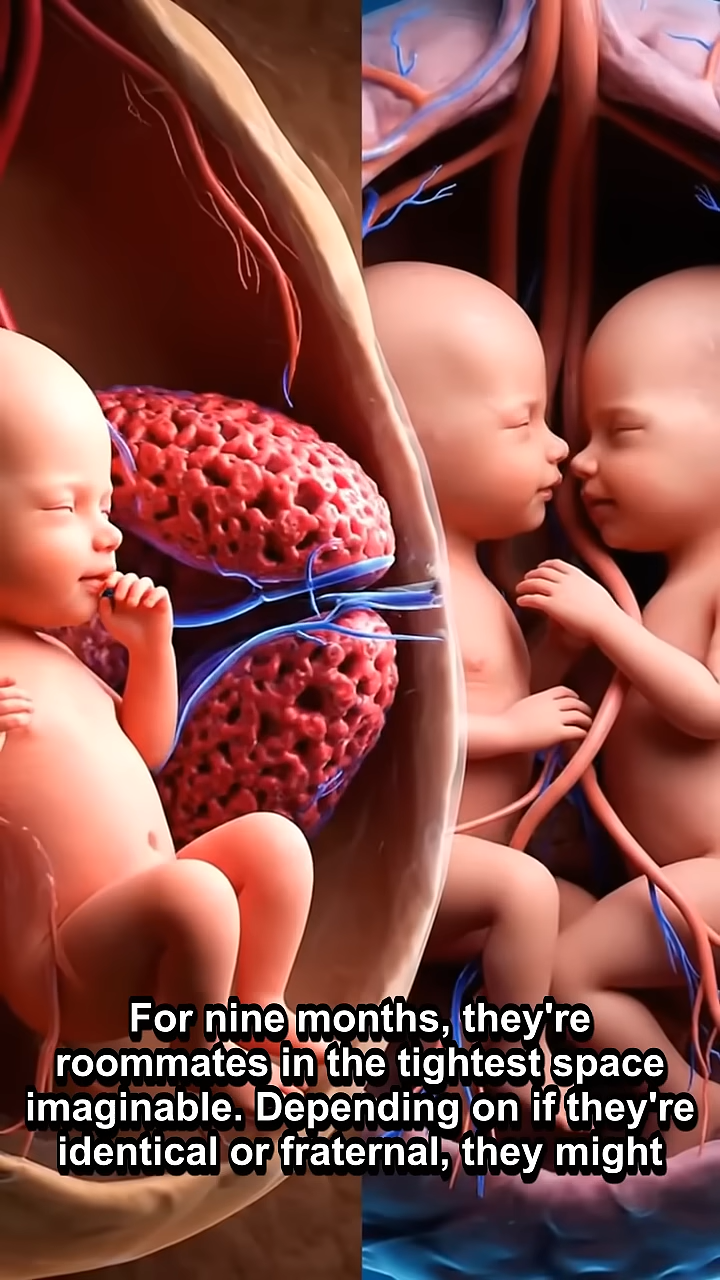 For nine months, they're
roommates in the tightest space
imaginable. Depending on if they're
identical or fraternal, they might